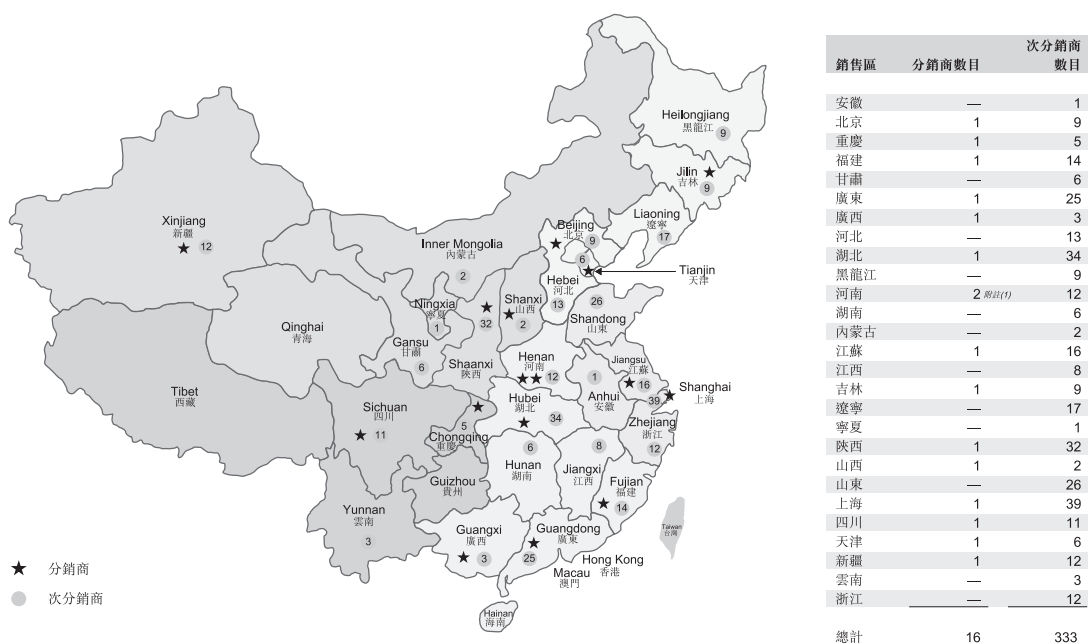 Heilongjiang
黑龍江
9
Jilin
吉林
9
Liaoning
遼寧
17
Xinjiang
新疆
12
Beijing
北京
9
6
Tianjin
天津
Inner Mongolia
內蒙古
2
Hebei
河北
13
Ningxia
寧夏
1
32
Shanxi
山西
2
26
Shandong
山東
Qinghai
青海
Gansu
甘肅
6
Shaanxi
陝西
Henan
河南
12
Jiangsu
江蘇
16
1
Anhui
安徽
Shanghai
上海
39
Tibet
西藏
Sichuan
四川
11
Hubei
湖北
34
5
Chongqing
重慶
Zhejiang
浙江
12
6
Hunan
湖南
8
Jiangxi
江西
Guizhou
貴州
Fujian
福建
14
Yunnan
雲南
3
Guangxi
廣西
3
Guangdong
廣東
25
Taiwan
台灣
Hong Kong
香港
Macau
澳門
Hainan
海南
★ 分銷商
次分銷商
次分銷商
銷售區 分銷商數目 數目
安徽 — 1
北京 1 9
重慶 1 5
福建 1 14
甘肅 — 6
廣東 1 25
廣西 1 3
河北 — 13
湖北 1 34
黑龍江 — 9
河南 2 附註(1) 12
湖南 — 6
內蒙古 — 2
江蘇 1 16
江西 — 8
吉林 1 9
遼寧 — 17
寧夏 — 1
陝西 1 32
山西 1 2
山東 — 26
上海 1 39
四川 1 11
天津 1 6
新疆 1 12
雲南 — 3
浙江 — 12
總計 16 333